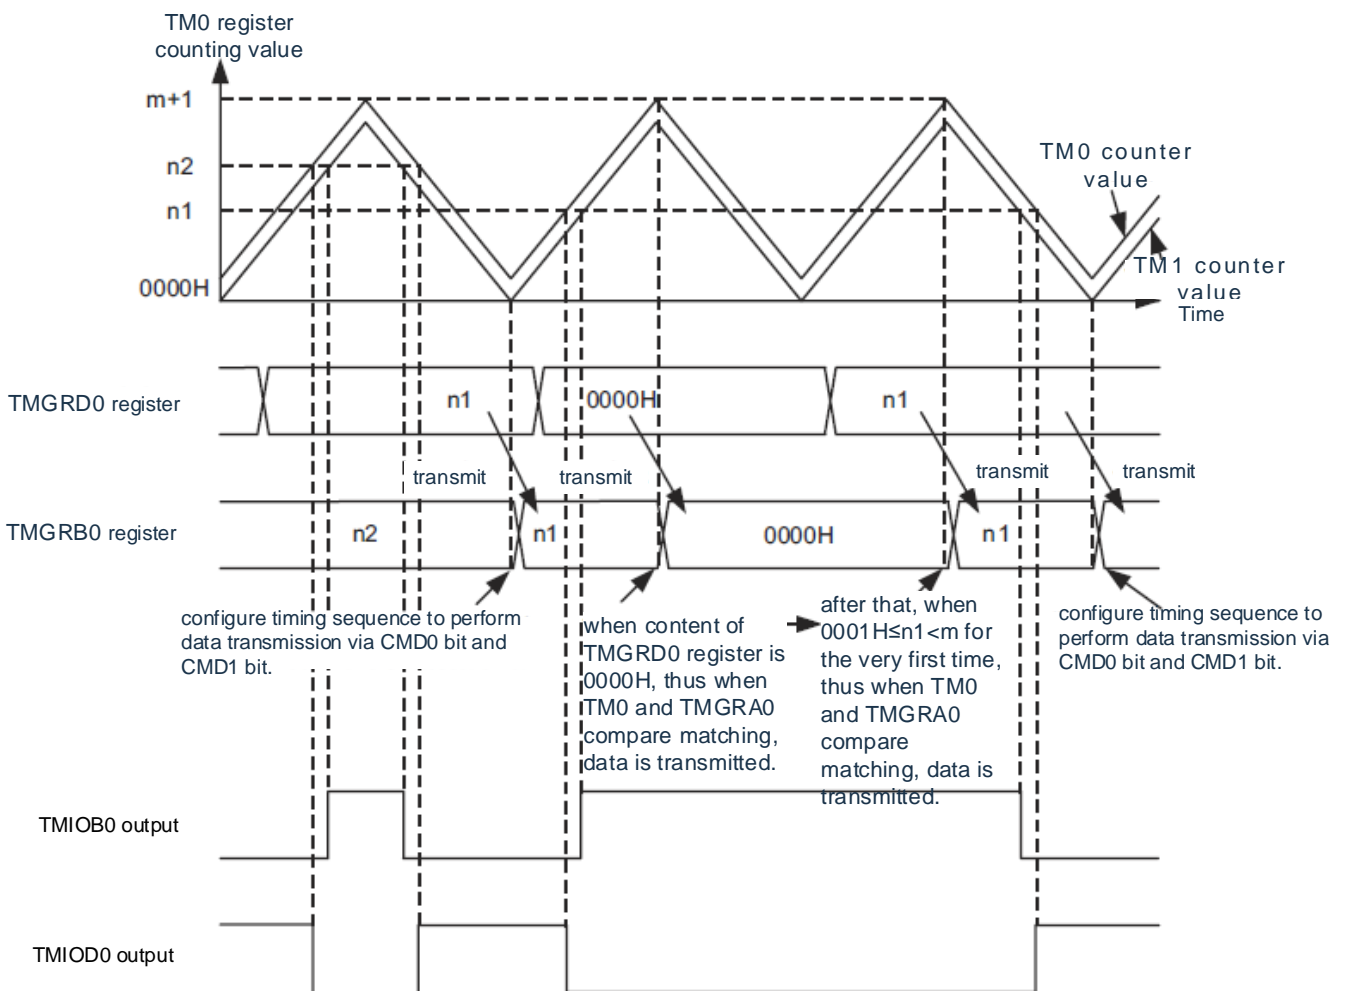 TM0 register
counting value
m+1
n2
n1
0000H
TM0 counter
value
TM1 counter
value
Time
TMGRD0 register
n1
0000H
n1
transmit
transmit
transmit
transmit
TMGRB0 register
n2
n1
0000H
n1
configure timing sequence to perform
data transmission via CMD0 bit and
CMD1 bit.
when content of
TMGRD0 register is
0000H, thus when
TM0 and TMGRA0
compare matching,
data is transmitted.
after that, when
0001H≤n1<m for
the very first time,
thus when TM0
and TMGRA0
compare
matching, data is
transmitted.
configure timing sequence to
perform data transmission via
CMD0 bit and CMD1 bit.
TMIOB0 output
TMIOD0 output